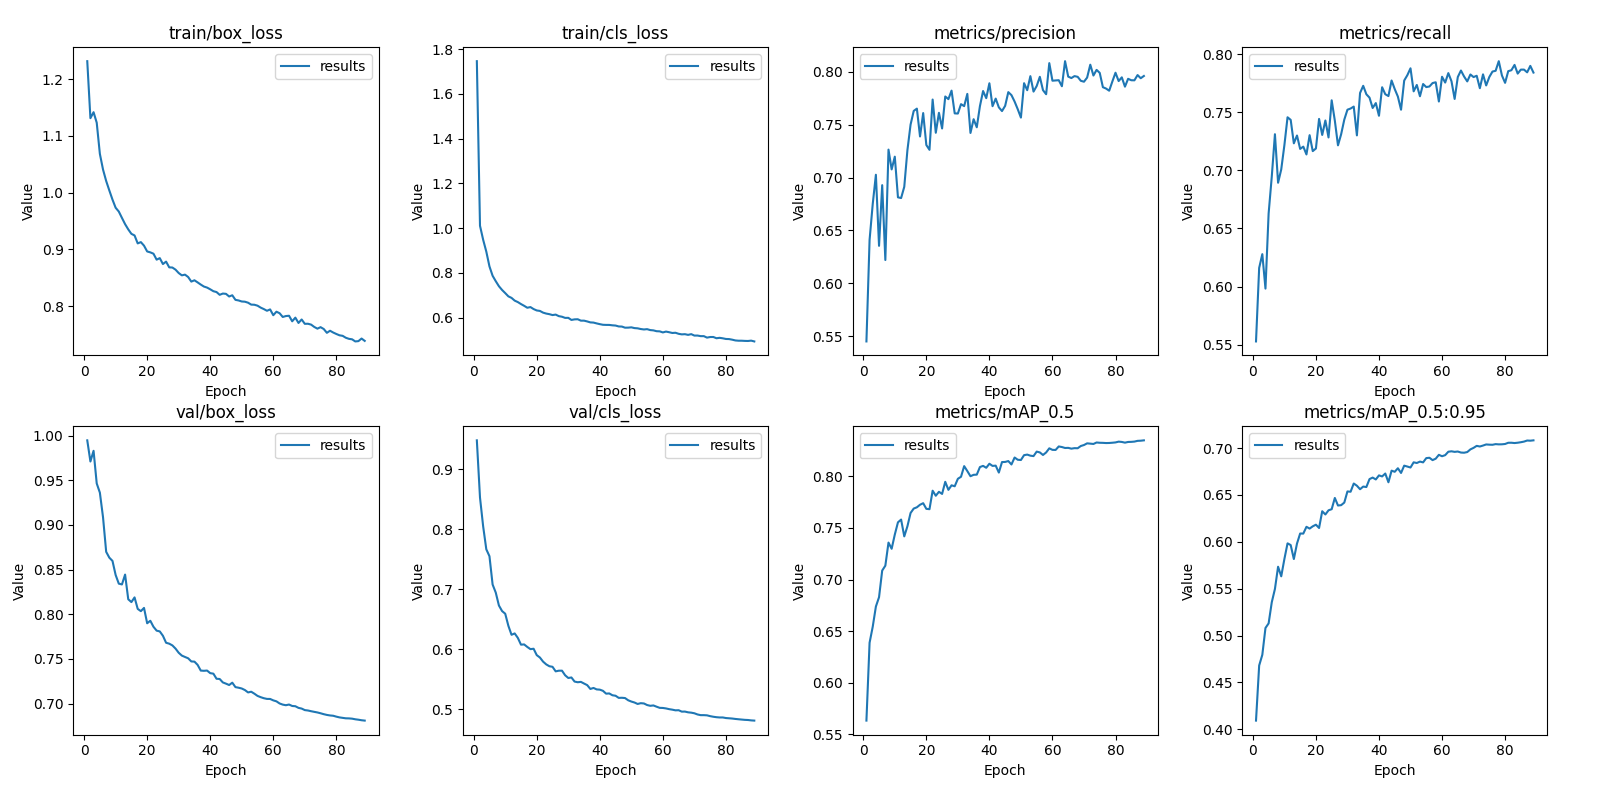 train/box_loss
results
1.2
1.1
1.0
0.9
0.8
Value
0 20 40 60 80
Epoch
train/cls_loss
results
1.8
1.6
1.4
1.2
1.0
0.8
0.6
Value
0 20 40 60 80
Epoch
metrics/precision
results
0.80
0.75
0.70
0.65
0.60
0.55
Value
0 20 40 60 80
Epoch
metrics/recall
results
0.80
0.75
0.70
0.65
0.60
0.55
Value
0 20 40 60 80
Epoch
val/box_loss
results
1.00
0.95
0.90
0.85
0.80
0.75
0.70
Value
0 20 40 60 80
Epoch
val/cls_loss
results
0.9
0.8
0.7
0.6
0.5
Value
0 20 40 60 80
Epoch
metrics/mAP_0.5
results
0.80
0.75
0.70
0.65
0.60
0.55
Value
0 20 40 60 80
Epoch
metrics/mAP_0.5:0.95
results
0.70
0.65
0.60
0.55
0.50
0.45
0.40
Value
0 20 40 60 80
Epoch